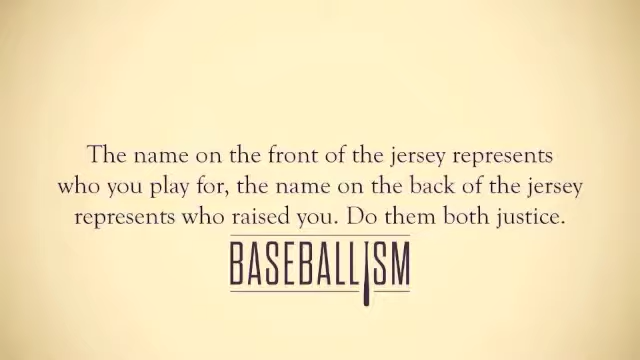 The name on the front of the jersey represents
who you play for, the name on the back of the jersey
represents who raised you. Do them both justice.
BASEBALLISM